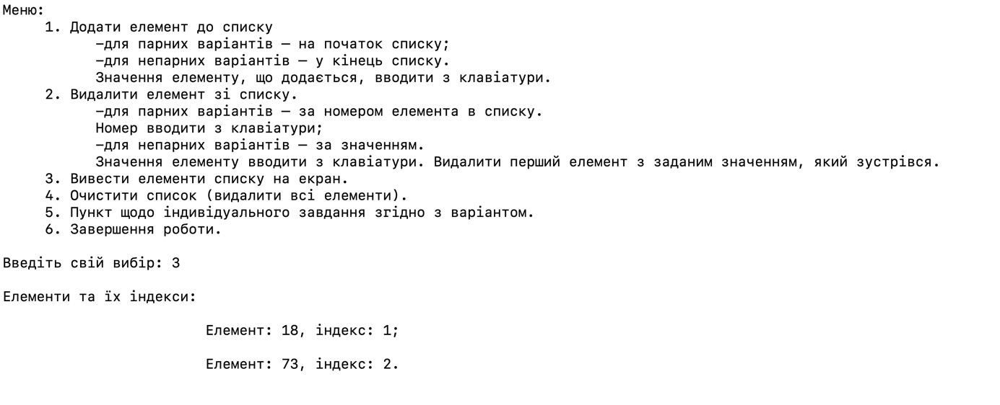 Меню:
1. Додати елемент до списку
–для парних варіантів – на початок списку;
–для непарних варіантів – у кінець списку.
Значення елементу, що додається, вводити з клавіатури.
2. Видалити елемент зі списку.
–для парних варіантів – за номером елемента в списку.
Номер вводити з клавіатури;
–для непарних варіантів – за значенням.
Значення елементу вводити з клавіатури. Видалити перший елемент з заданим значенням, який зустрівся.
3. Вивести елементи списку на екран.
4. Очистити список (видалити всі елементи).
5. Пункт щодо індивідуального завдання згідно з варіантом.
6. Завершення роботи.
Введіть свій вибір: 3
Елементи та їх індекси:
Елемент: 18, індекс: 1;
Елемент: 73, індекс: 2.